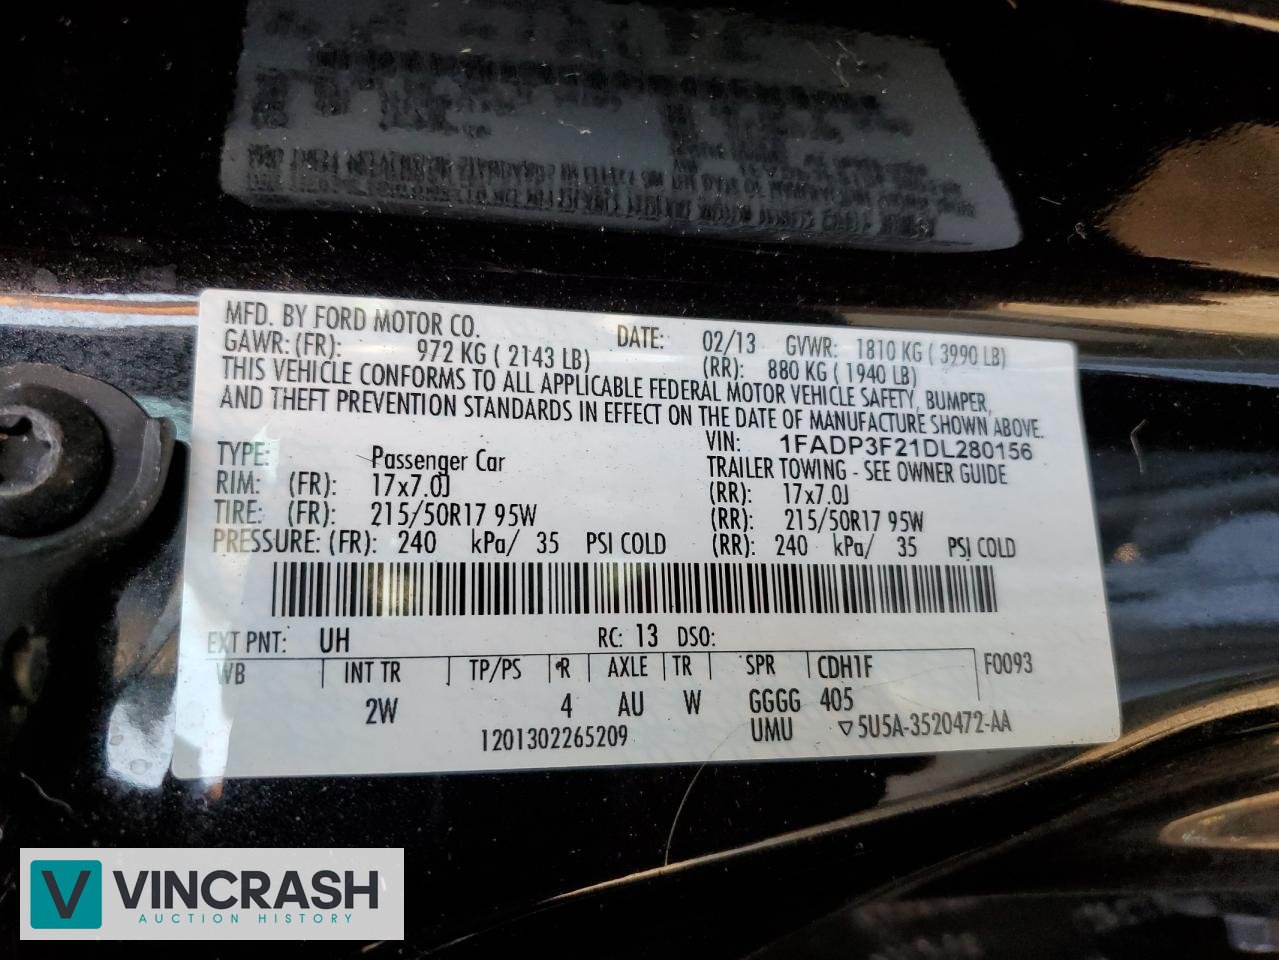 MFD. BY FORD MOTOR CO. DATE: 02/13 GVWR: 1810 KG ( 3990 LB)
GAWR: (FR): 972 KG ( 2143 LB) (RR): 880 KG ( 1940 LB)
THIS VEHICLE CONFORMS TO ALL APPLICABLE FEDERAL MOTOR VEHICLE SAFETY, BUMPER,
AND THEFT PREVENTION STANDARDS IN EFFECT ON THE DATE OF MANUFACTURE SHOWN ABOVE.
VIN: 1FADP3F21DL280156
TYPE: Passenger Car TRAILER TOWING - SEE OWNER GUIDE
RIM: (FR): 17x7.0J (RR): 17x7.0J
TIRE: (FR): 215/50R17 95W (RR): 215/50R17 95W
PRESSURE: (FR): 240 kPa/ 35 PSI COLD (RR): 240 kPa/ 35 PSI COLD
EXT PNT: UH RC: 13 DSO:
WB INT TR TP/PS R AXLE TR SPR CDH1F F0093
2W 4 AU W GGGG 405
1201302265209 UMU ▽5U5A-3520472-AA
V VINCRASH
AUCTION HISTORY